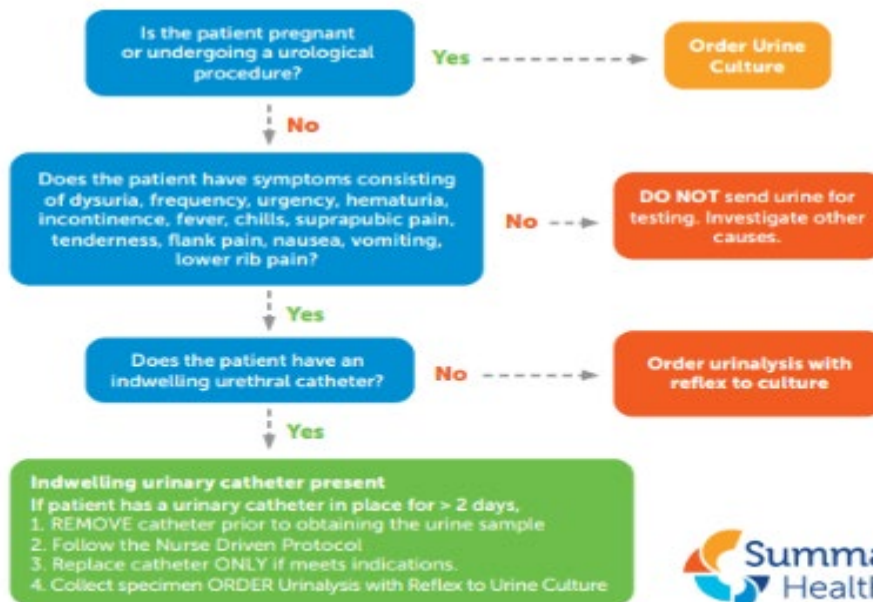 Is the patient pregnant
or undergoing a urological
procedure?
Yes
Order Urine
Culture
No
Does the patient have symptoms consisting
of dysuria, frequency, urgency, hematuria,
incontinence, fever, chills, suprapubic pain,
tenderness, flank pain, nausea, vomiting,
lower rib pain?
No
DO NOT send urine for
testing. Investigate other
causes.
Yes
Does the patient have an
indwelling urethral catheter?
No
Order urinalysis with
reflex to culture
Yes
Indwelling urinary catheter present
If patient has a urinary catheter in place for > 2 days,
1. REMOVE catheter prior to obtaining the urine sample
2. Follow the Nurse Driven Protocol
3. Replace catheter ONLY if meets indications.
4. Collect specimen ORDER Urinalysis with Reflex to Urine Culture
Summa
Health